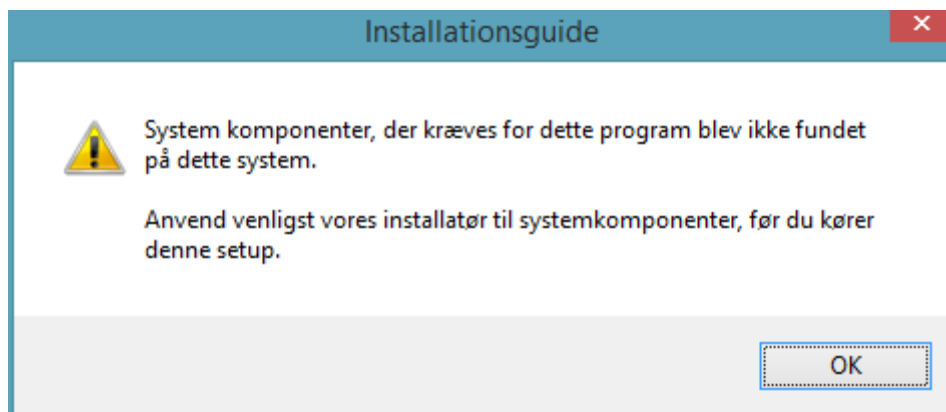 Installationsguide
System komponenter, der kræves for dette program blev ikke fundet
på dette system.
Anvend venligst vores installatør til systemkomponenter, før du kører
denne setup.
OK